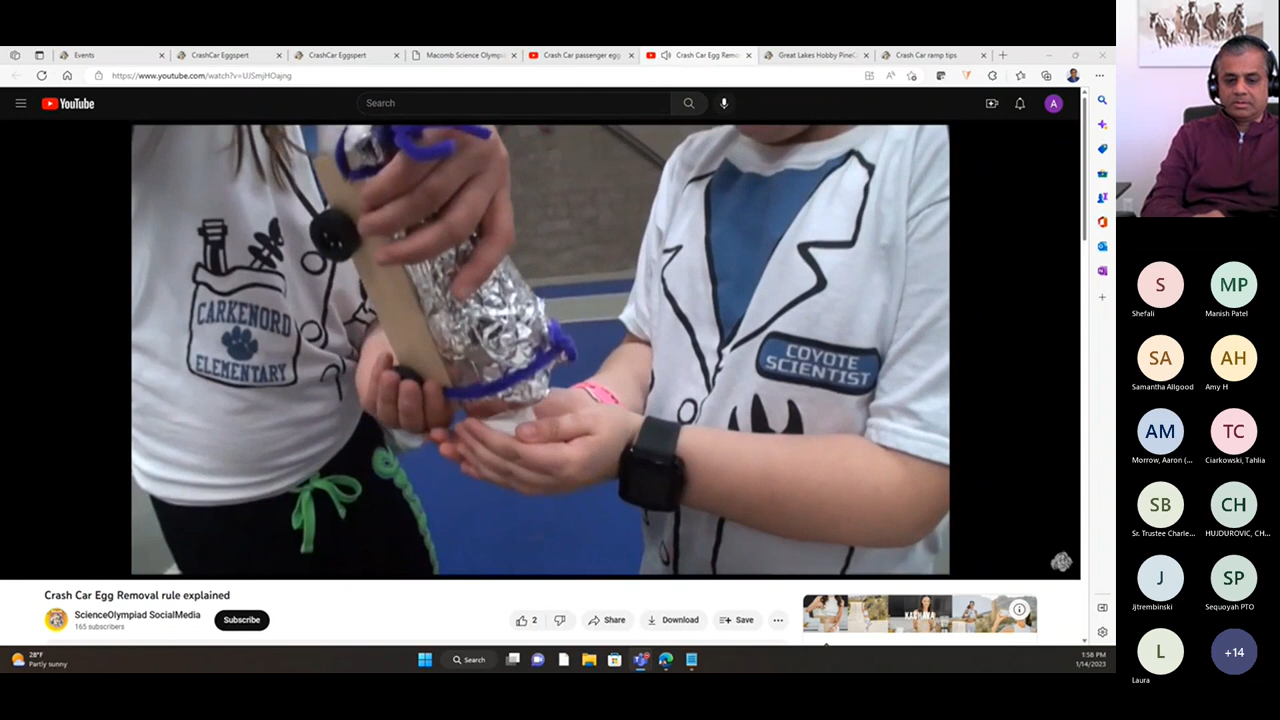 Events
CrashCar Eggspert
CrashCar Eggspert
Macomb Science Olympi
Crash Car passenger egg
Crash Car Egg Rem
Great Lakes Hobby PineC
Crash Car ramp tips
https://www.youtube.com/watch?v=UJSmjHOajng
YouTube
Search
A
CARKENORD
ELEMENTARY
COYOTE
SCIENTIST
Crash Car Egg Removal rule explained
ScienceOlympiad SocialMedia
165 subscribers
Subscribe
2
Share
Download
Save
28°F
Partly sunny
Search
1:58 PM
1/14/2023
S
Shefali
MP
Manish Patel
SA
Samantha Allgood
AH
Amy H
AM
Morrow, Aaron (...
TC
Ciarkowski, Tahlia
SB
Sr. Trustee Charle...
CH
HUJDUROVIC, CH...
J
Jjtrembinski
SP
Sequoyah PTO
L
Laura
+14